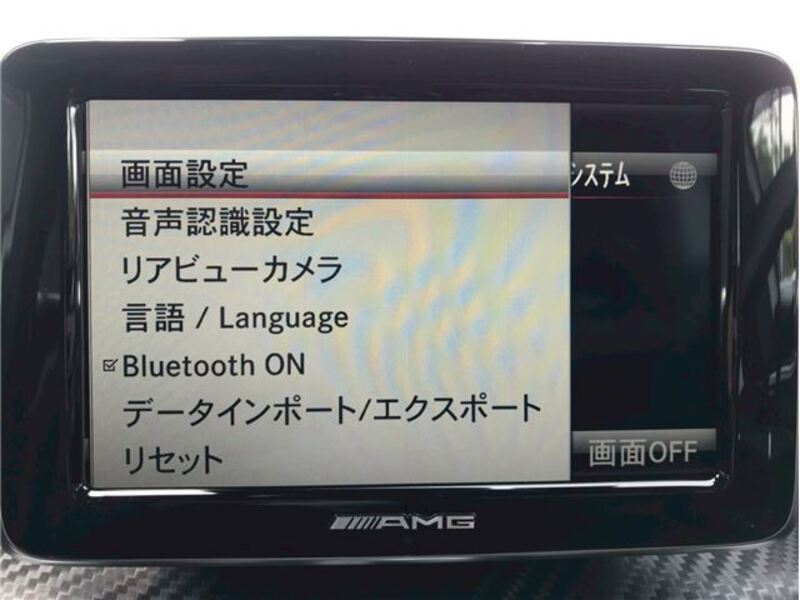 画面設定
システム
音声認識設定
リアビューカメラ
言語 / Language
Bluetooth ON
データインポート/エクスポート
リセット
画面OFF
AMG